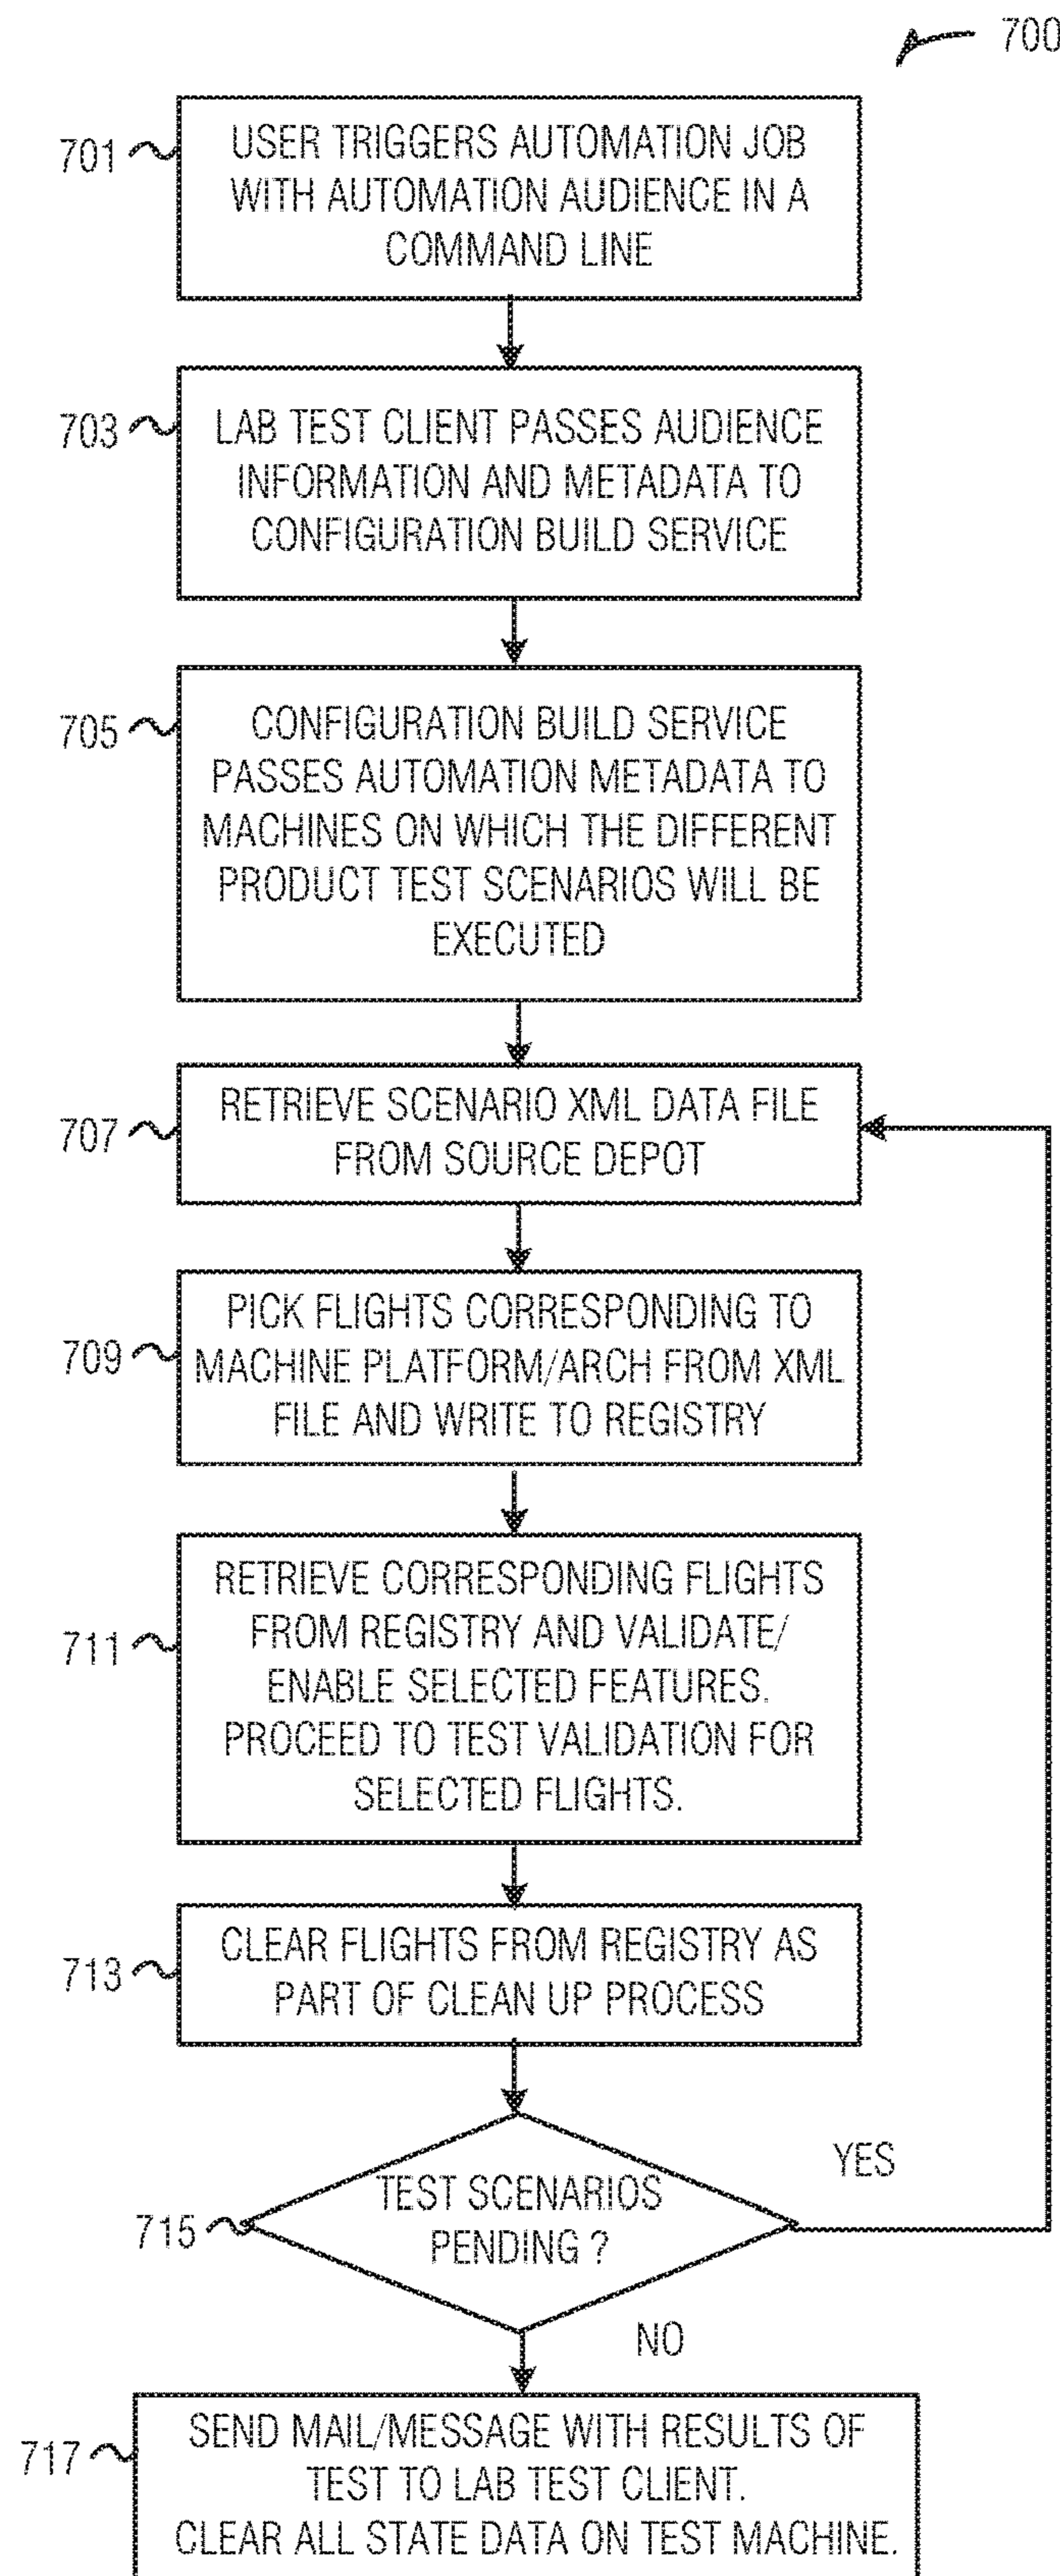 700
701
USER TRIGGERS AUTOMATION JOB
WITH AUTOMATION AUDIENCE IN A
COMMAND LINE
703
LAB TEST CLIENT PASSES AUDIENCE
INFORMATION AND METADATA TO
CONFIGURATION BUILD SERVICE
705
CONFIGURATION BUILD SERVICE
PASSES AUTOMATION METADATA TO
MACHINES ON WHICH THE DIFFERENT
PRODUCT TEST SCENARIOS WILL BE
EXECUTED
707
RETRIEVE SCENARIO XML DATA FILE
FROM SOURCE DEPOT
709
PICK FLIGHTS CORRESPONDING TO
MACHINE PLATFORM/ARCH FROM XML
FILE AND WRITE TO REGISTRY
711
RETRIEVE CORRESPONDING FLIGHTS
FROM REGISTRY AND VALIDATE/
ENABLE SELECTED FEATURES.
PROCEED TO TEST VALIDATION FOR
SELECTED FLIGHTS.
713
CLEAR FLIGHTS FROM REGISTRY AS
PART OF CLEAN UP PROCESS
715
TEST SCENARIOS
PENDING ?
YES
NO
717
SEND MAIL/MESSAGE WITH RESULTS OF
TEST TO LAB TEST CLIENT.
CLEAR ALL STATE DATA ON TEST MACHINE.